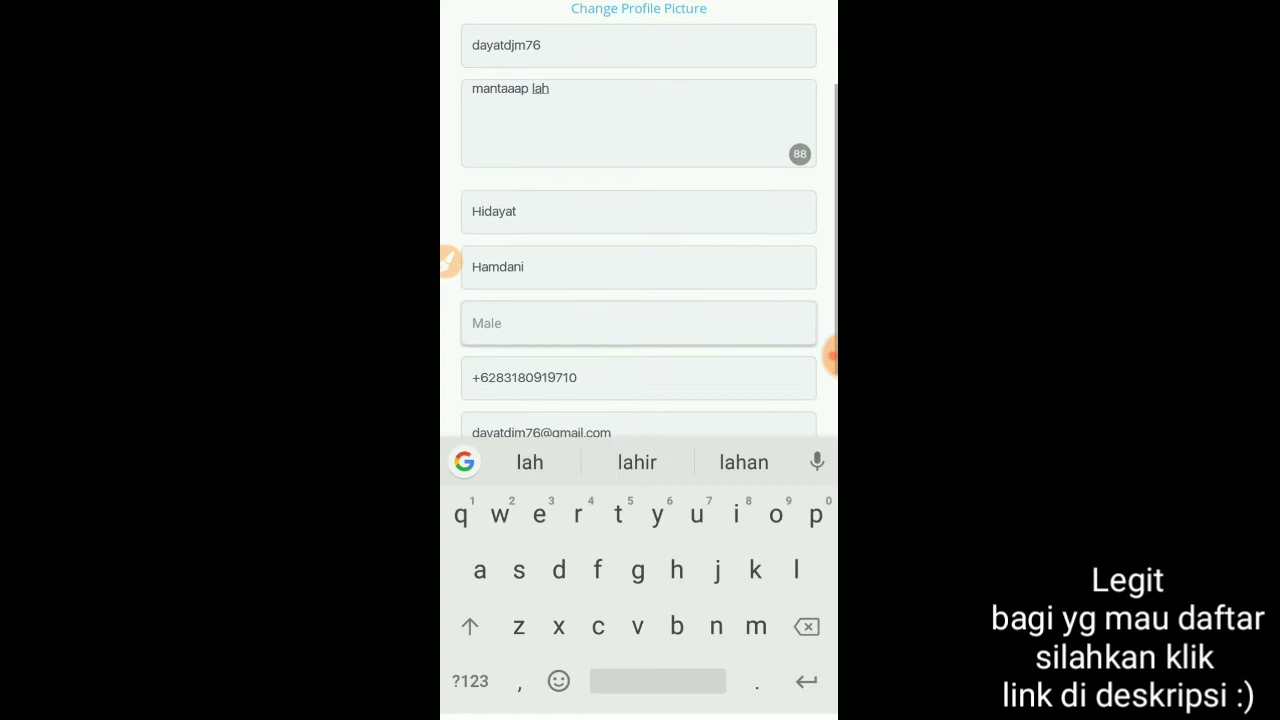 Change Profile Picture
dayatdjm76
mantaaap lah
88
Hidayat
Hamdani
Male
+6283180919710
dayatdjm76@gmail.com
G lah lahir lahan
1 2 3 4 5 6 7 8 9 0
q w e r t y u i o p
a s d f g h j k l
z x c v b n m
?123 , .
Legit
bagi yg mau daftar
silahkan klik
link di deskripsi :)